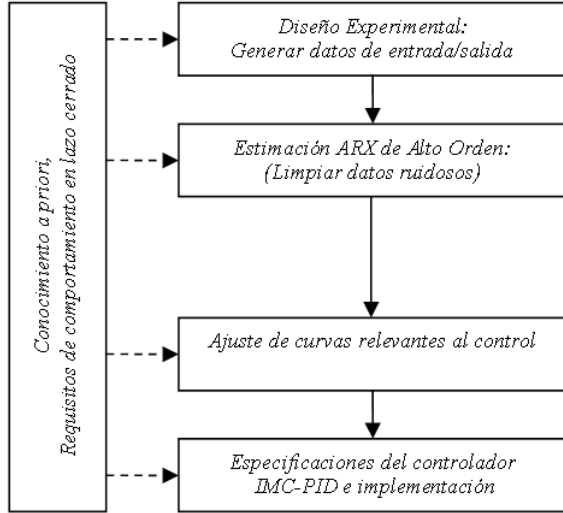 Conocimiento a priori,
Requisitos de comportamiento en lazo cerrado
Diseño Experimental:
Generar datos de entrada/salida
Estimación ARX de Alto Orden:
(Limpiar datos ruidosos)
Ajuste de curvas relevantes al control
Especificaciones del controlador
IMC-PID e implementación